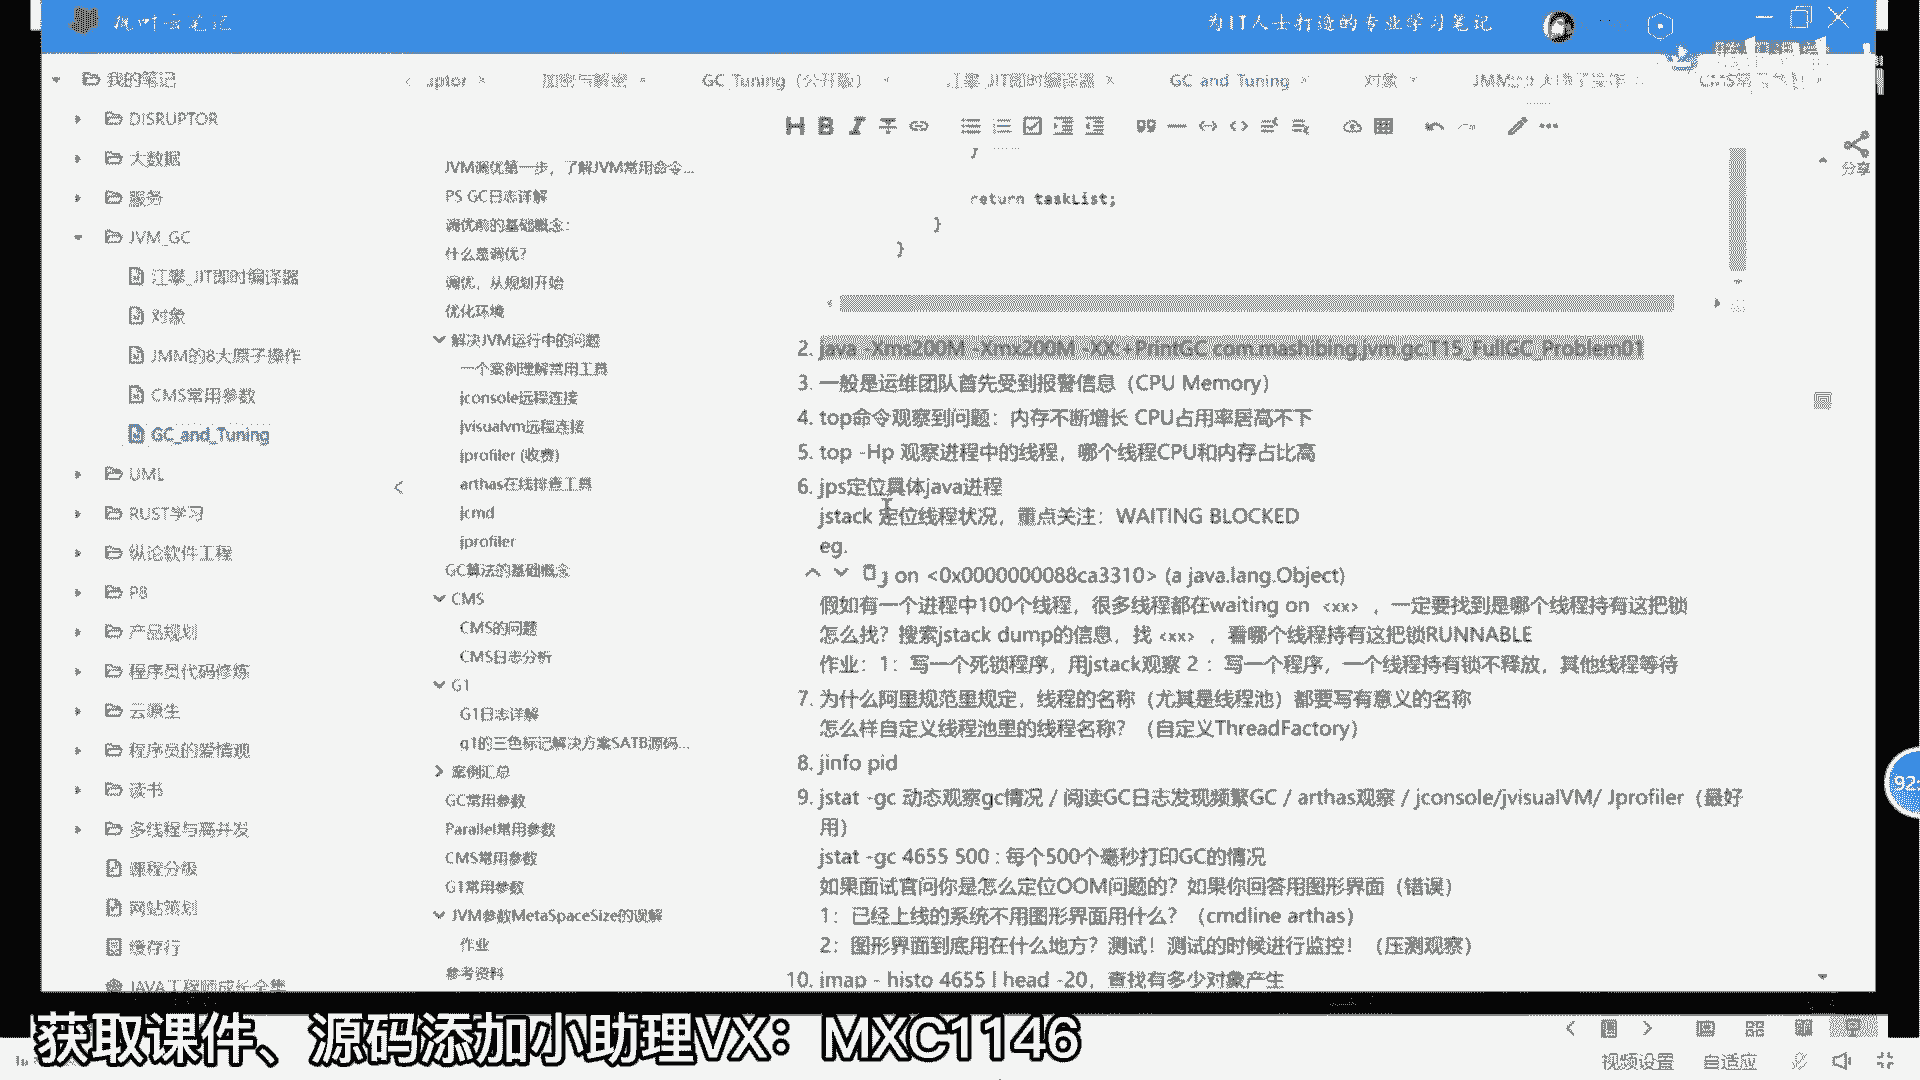 枫叶云笔记
为IT人士打造的专业学习笔记
我的笔记
DISRUPTOR
大数据
服务
JVM_GC
江攀_JIT即时编译器
对象
JMM的8大原子操作
CMS常用参数
GC_and_Tuning
UML
RUST学习
纵论软件工程
P8
产品规划
程序员代码修炼
云原生
程序员的爱情观
读书
多线程与高并发
课程分级
网站策划
缓存行
JAVA工程师成长全集
uptor
加密与解密
GC_Tuning（公开版）
江攀_JIT即时编译器
GC_and_Tuning
对象
JVM调优第一步，了解JVM常用命令...
PS GC日志详解
调优前的基础概念：
什么是调优？
调优，从规划开始
优化环境
解决JVM运行中的问题
一个案例理解常用工具
jconsole远程连接
jvisualvm远程连接
jprofiler (收费)
arthas在线排查工具
jcmd
jprofiler
GC算法的基础概念
CMS
CMS的问题
CMS日志分析
G1
G1日志详解
g1的三色标记解决方案SATB源码...
案例汇总
GC常用参数
Parallel常用参数
CMS常用参数
G1常用参数
JVM参数MetaSpaceSize的误解
作业
参考资料
分享
}
return taskList;
}
}
2. java -Xms200M -Xmx200M -XX:+PrintGC com.mashibing.jvm.gc.T15_FullGC_Problem01
3. 一般是运维团队首先受到报警信息（CPU Memory）
4. top命令观察到问题：内存不断增长 CPU占用率居高不下
5. top -Hp 观察进程中的线程，哪个线程CPU和内存占比高
6. jps定位具体java进程
jstack 定位线程状况，重点关注：WAITING BLOCKED
eg.
on <0x0000000088ca3310> (a java.lang.Object)
假如有一个进程中100个线程，很多线程都在waiting on <xx> ，一定要找到是哪个线程持有这把锁
怎么找？搜索jstack dump的信息，找 <xx> ，看哪个线程持有这把锁RUNNABLE
作业：1：写一个死锁程序，用jstack观察 2 ：写一个程序，一个线程持有锁不释放，其他线程等待
7. 为什么阿里规范里规定，线程的名称（尤其是线程池）都要写有意义的名称
怎么样自定义线程池里的线程名称？（自定义ThreadFactory）
8. jinfo pid
9. jstat -gc 动态观察gc情况 / 阅读GC日志发现频繁GC / arthas观察 / jconsole/jvisualVM/ Jprofiler（最好
用）
jstat -gc 4655 500 : 每个500个毫秒打印GC的情况
如果面试官问你是怎么定位OOM问题的？如果你回答用图形界面（错误）
1：已经上线的系统不用图形界面用什么？（cmdline arthas）
2：图形界面到底用在什么地方？测试！测试的时候进行监控！（压测观察）
10. jmap - histo 4655 | head -20，查找有多少对象产生
92
获取课件、源码添加小助理VX：MXC1146
视频设置
自适应